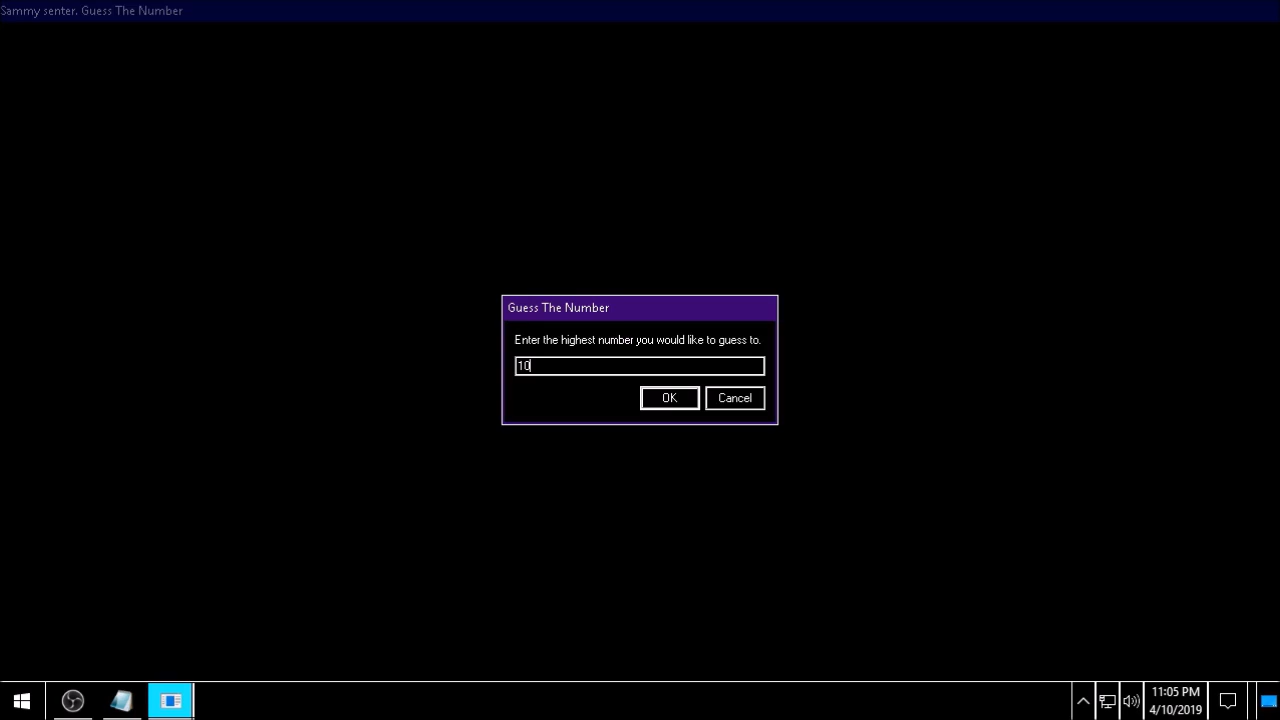 Sammy senter. Guess The Number
Guess The Number
Enter the highest number you would like to guess to.
10
OK
Cancel
11:05 PM
4/10/2019